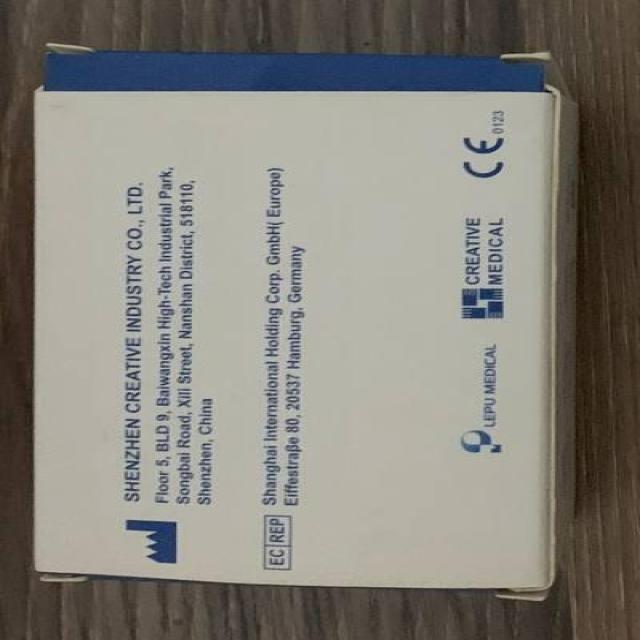 SHENZHEN CREATIVE INDUSTRY CO., LTD.
Floor 5, BLD 9, Baiwangxin High-Tech Industrial Park,
Songbai Road, Xili Street, Nanshan District, 518110,
Shenzhen, China
EC REP
Shanghai International Holding Corp. GmbH( Europe)
Eiffestraße 80, 20537 Hamburg, Germany
LEPU MEDICAL
CREATIVE
MEDICAL
CE 0123